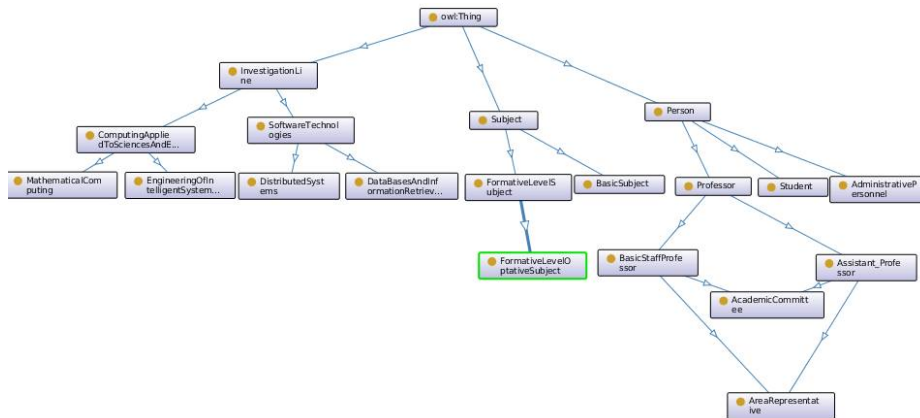 owl:Thing
InvestigationLi
ne
Subject
Person
ComputingApplie
dToSciencesAndE...
SoftwareTechnol
ogies
MathematicalCom
puting
EngineeringOfIn
telligentSystem...
DistributedSyst
ems
DataBasesAndInf
ormationRetriev...
FormativeLevelS
ubject
BasicSubject
Professor
Student
AdministrativeP
ersonnel
FormativeLevelO
ptativeSubject
BasicStaffProfe
ssor
Assistant_Profe
ssor
AcademicCommitt
ee
AreaRepresentat
ive